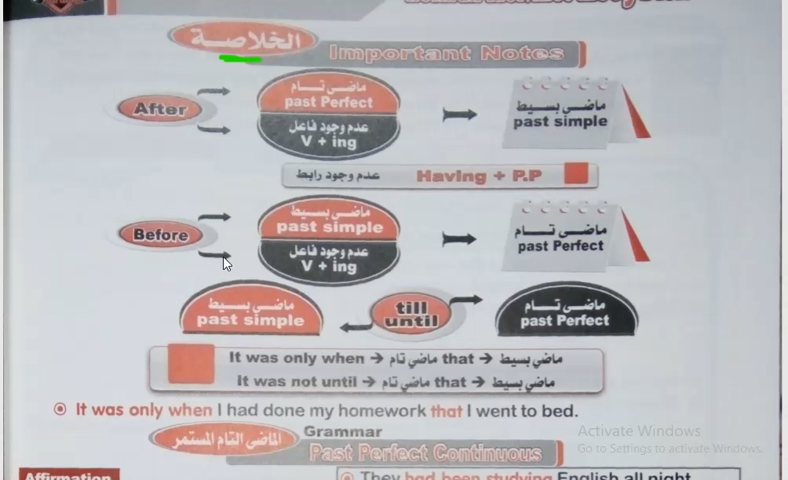 الخلاصة Important Notes
After
ماضي تام
past Perfect
عدم وجود فاعل
V + ing
ماضي بسيط
past simple
Having + P.P عدم وجود رابط
Before
ماضي بسيط
past simple
عدم وجود فاعل
V + ing
ماضي تام
past Perfect
ماضي بسيط
past simple
till
until
ماضي تام
past Perfect
It was only when → ماضي تام that → ماضي بسيط
It was not until → ماضي تام that → ماضي بسيط
It was only when I had done my homework that I went to bed.
الماضى التام المستمر
Grammar
Past Perfect Continuous
Activate Windows
Go to Settings to activate Windows.
Affirmation
They had been studying English all night